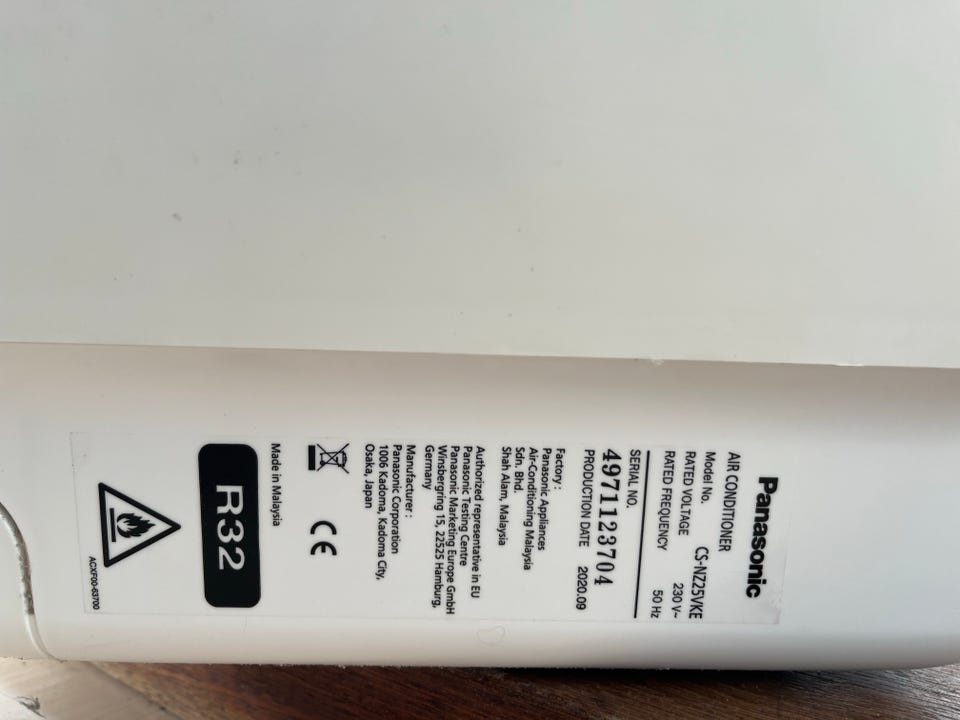 Panasonic
AIR CONDITIONER
Model No. CS-NZ25VKE
RATED VOLTAGE 230 V~
RATED FREQUENCY 50 Hz
SERIAL NO.
4971123704
PRODUCTION DATE 2020.09
Factory :
Panasonic Appliances
Air-Conditioning Malaysia
Sdn. Bhd.
Shah Alam, Malaysia
Authorized representative in EU
Panasonic Testing Centre
Panasonic Marketing Europe GmbH
Winsbergring 15, 22525 Hamburg,
Germany
Manufacturer :
Panasonic Corporation
1006 Kadoma, Kadoma City,
Osaka, Japan
CE
Made in Malaysia
R32
ACXF00-63700